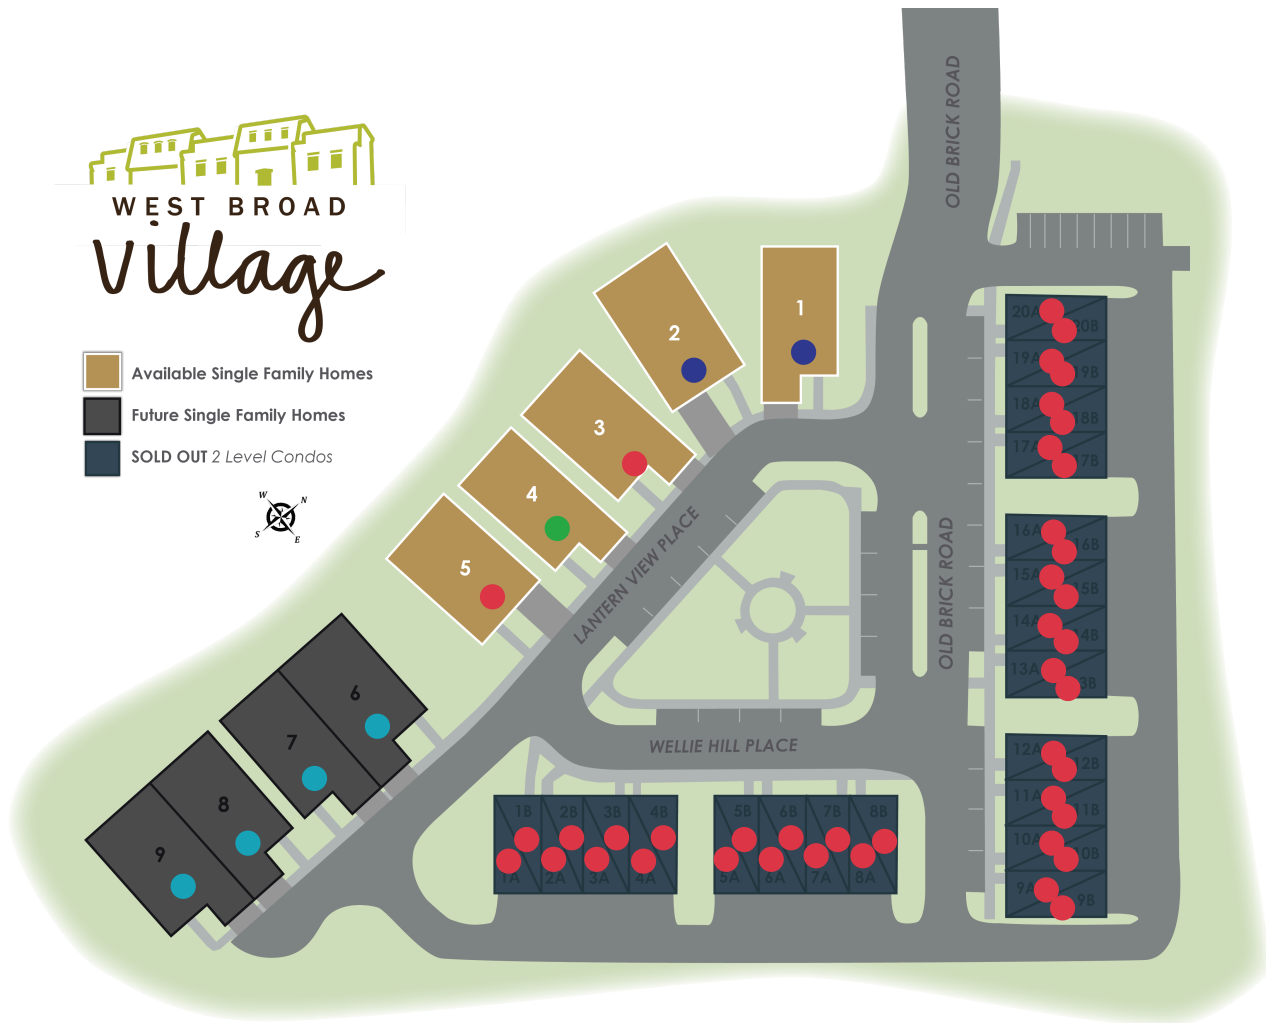 OLD BRICK ROAD
WEST BROAD
village
Available Single Family Homes
Future Single Family Homes
SOLD OUT 2 Level Condos
W
N
S
E
1
2
3
4
5
6
7
8
9
LANTERN VIEW PLACE
OLD BRICK ROAD
WELLIE HILL PLACE
20A
20B
19A
19B
18A
18B
17A
17B
16A
16B
15A
15B
14A
4B
13A
3B
12A
12B
11A
11B
10A
10B
9A
9B
1B
2B
3B
4B
1A
2A
3A
4A
5B
6B
7B
8B
5A
6A
7A
8A